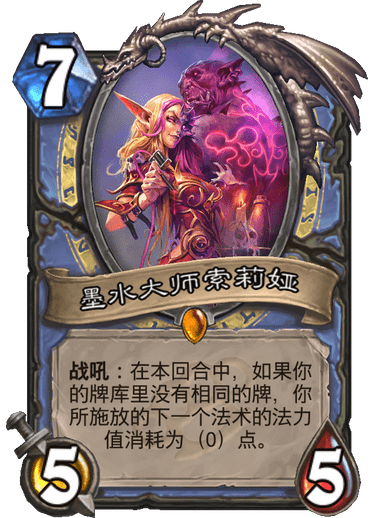 7
墨水大师索莉娅
战吼：在本回合中，如果你
的牌库里没有相同的牌，你
所施放的下一个法术的法力
值消耗为（0）点。
5
5